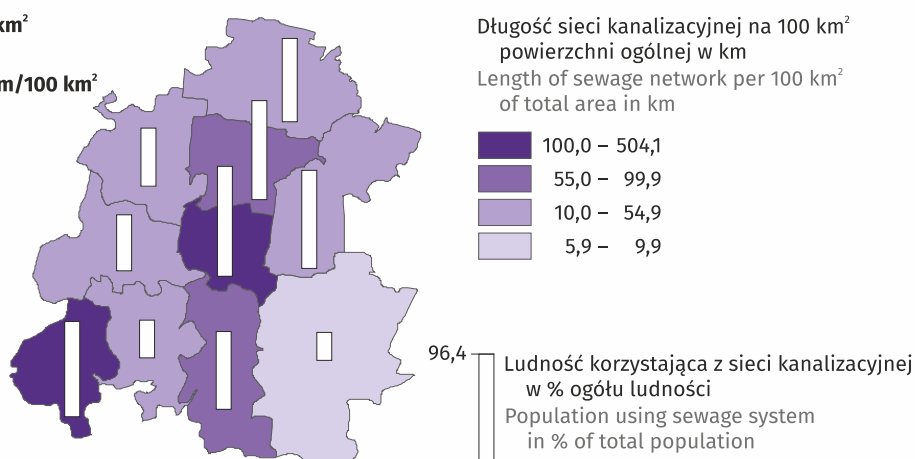 km²
m/100 km²
Długość sieci kanalizacyjnej na 100 km²
powierzchni ogólnej w km
Length of sewage network per 100 km²
of total area in km
100,0 – 504,1
55,0 – 99,9
10,0 – 54,9
5,9 – 9,9
96,4
Ludność korzystająca z sieci kanalizacyjnej
w % ogółu ludności
Population using sewage system
in % of total population